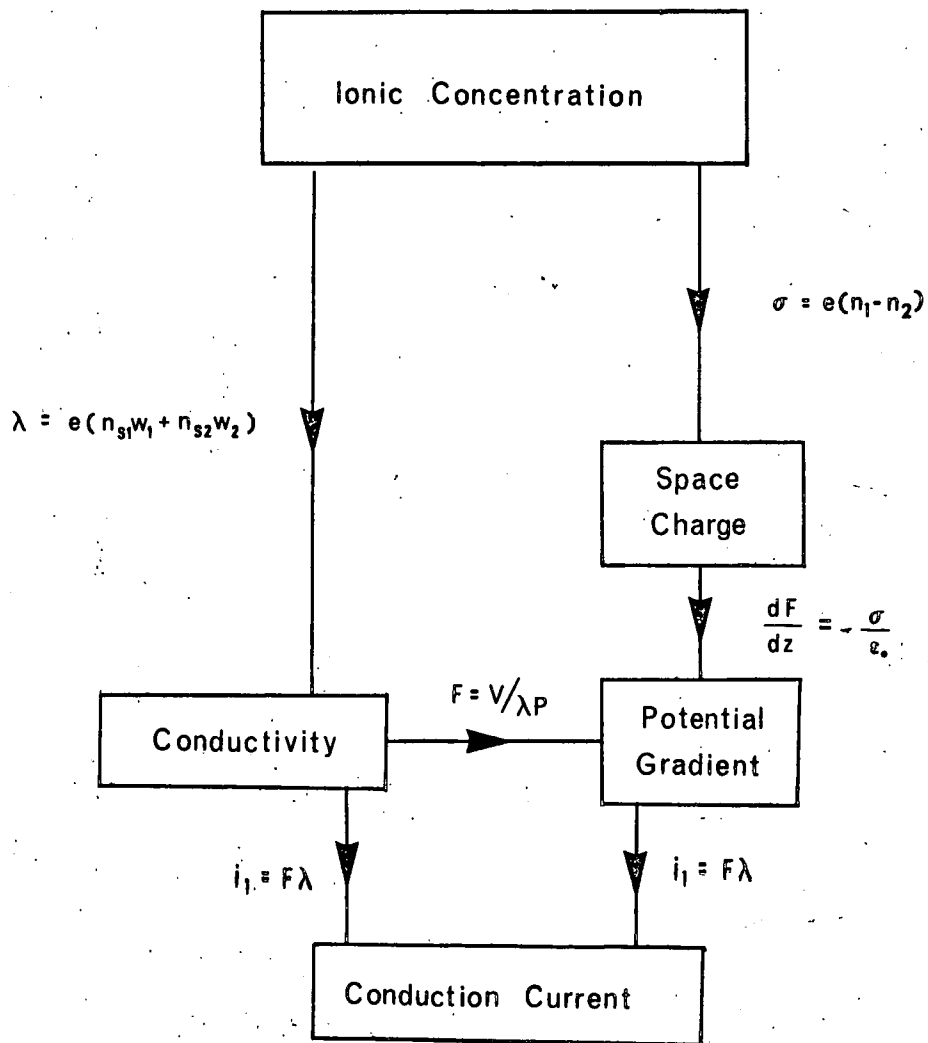 Ionic Concentration
σ = e(n₁-n₂)
λ = e(nₛ₁w₁ + nₛ₂w₂)
Space
Charge
dF/dz = - σ/ε₀
F = V/λP
Conductivity
Potential
Gradient
i₁ = Fλ
i₁ = Fλ
Conduction Current